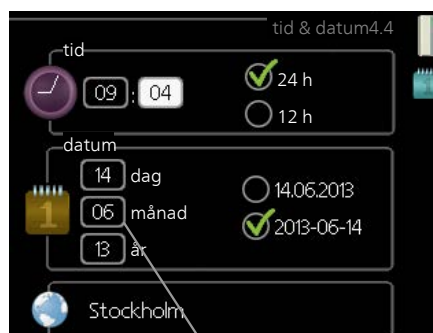 tid & datum4.4
tid
09 : 04
24 h
12 h
datum
14 dag
06 månad
13 år
14.06.2013
2013-06-14
1
Stockholm